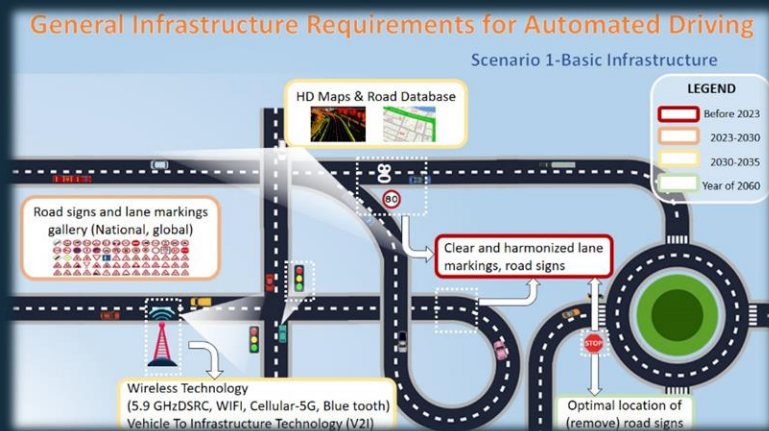 General Infrastructure Requirements for Automated Driving
Scenario 1-Basic Infrastructure
LEGEND
Before 2023
2023-2030
2030-2035
Year of 2060
HD Maps & Road Database
80
80
Road signs and lane markings
gallery (National, global)
Clear and harmonized lane
markings, road signs
STOP
Wireless Technology
(5.9 GHzDSRC, WIFI, Cellular-5G, Blue tooth)
Vehicle To Infrastructure Technology (V2I)
Optimal location of
(remove) road signs